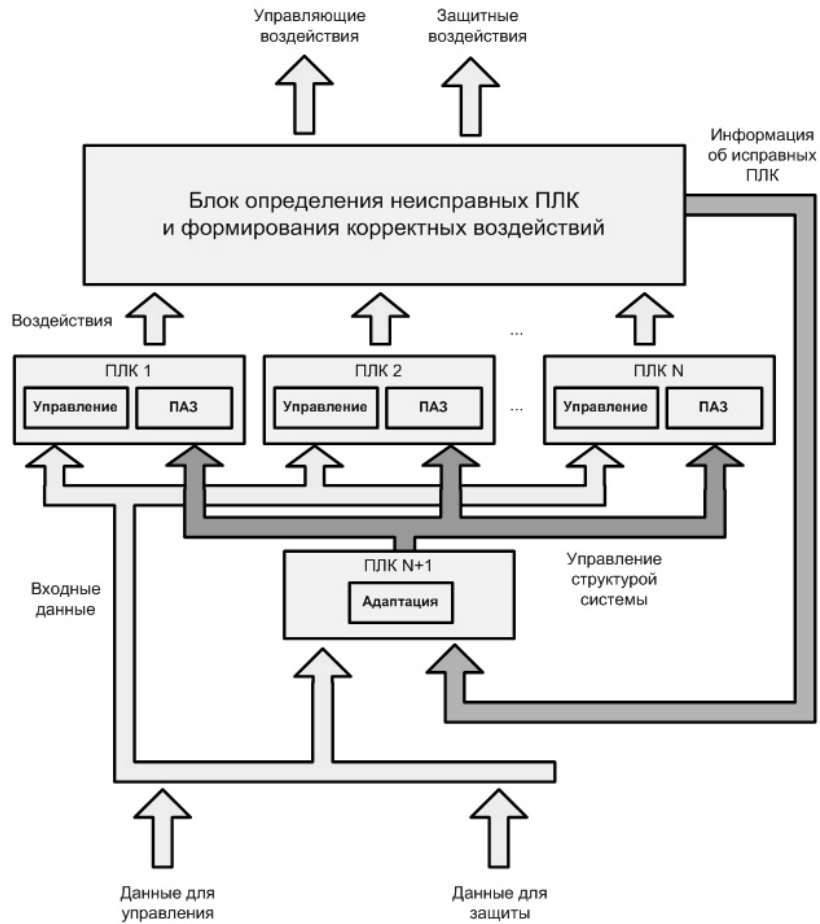 Управляющие
воздействия
Защитные
воздействия
Информация
об исправных
ПЛК
Блок определения неисправных ПЛК
и формирования корректных воздействий
Воздействия
...
ПЛК 1
Управление
ПАЗ
ПЛК 2
Управление
ПАЗ
...
ПЛК N
Управление
ПАЗ
ПЛК N+1
Адаптация
Управление
структурой
системы
Входные
данные
Данные для
управления
Данные для
защиты